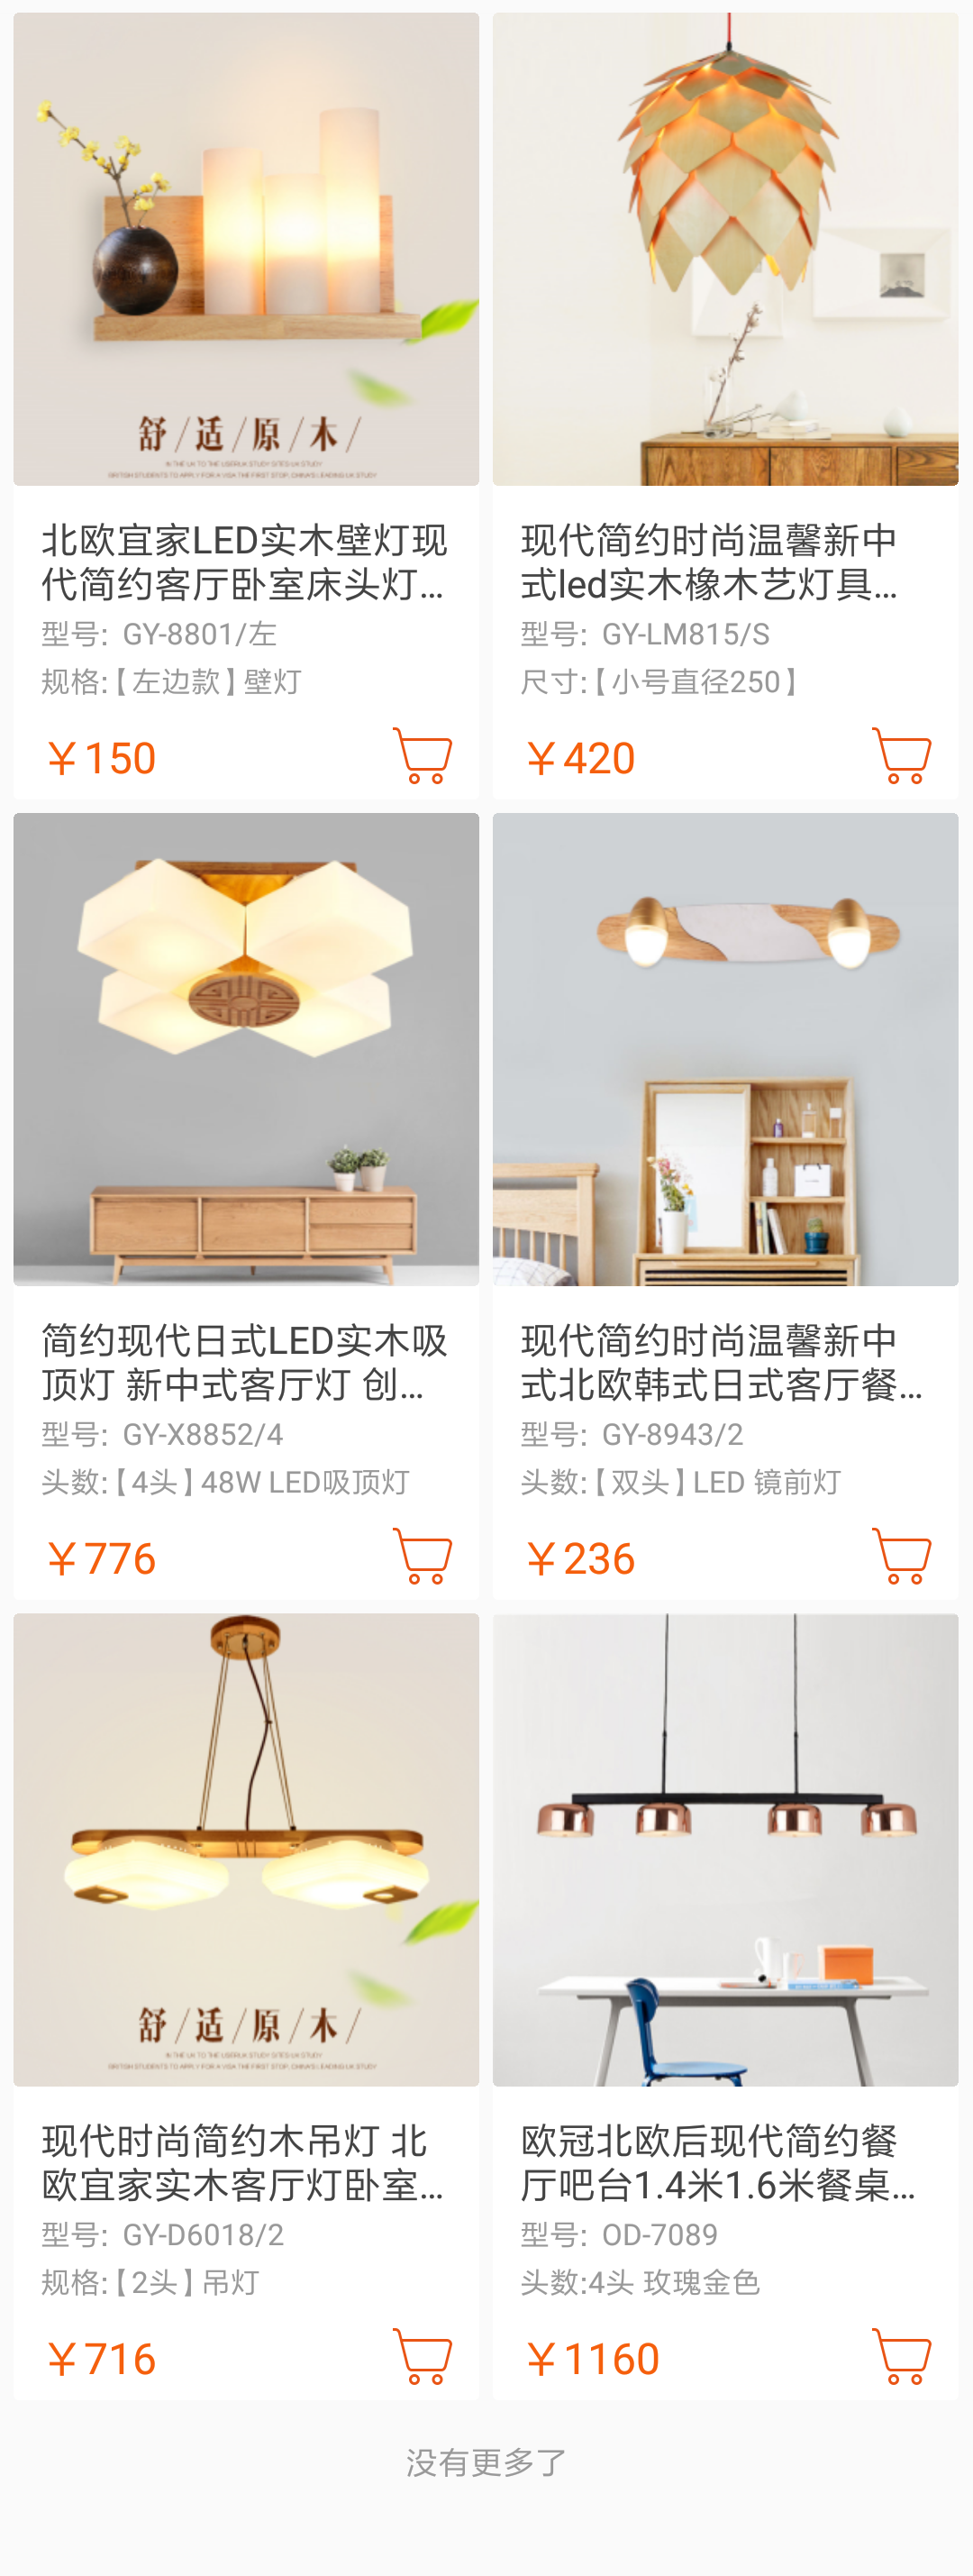 舒/适/原/木/
北欧宜家LED实木壁灯现
代简约客厅卧室床头灯...
型号: GY-8801/左
规格:【左边款】壁灯
￥150
现代简约时尚温馨新中
式led实木橡木艺灯具...
型号: GY-LM815/S
尺寸:【小号直径250】
￥420
简约现代日式LED实木吸
顶灯 新中式客厅灯 创...
型号: GY-X8852/4
头数:【4头】48W LED吸顶灯
￥776
现代简约时尚温馨新中
式北欧韩式日式客厅餐...
型号: GY-8943/2
头数:【双头】LED 镜前灯
￥236
舒/适/原/木/
现代时尚简约木吊灯 北
欧宜家实木客厅灯卧室...
型号: GY-D6018/2
规格:【2头】吊灯
￥716
欧冠北欧后现代简约餐
厅吧台1.4米1.6米餐桌...
型号: OD-7089
头数:4头 玫瑰金色
￥1160
没有更多了